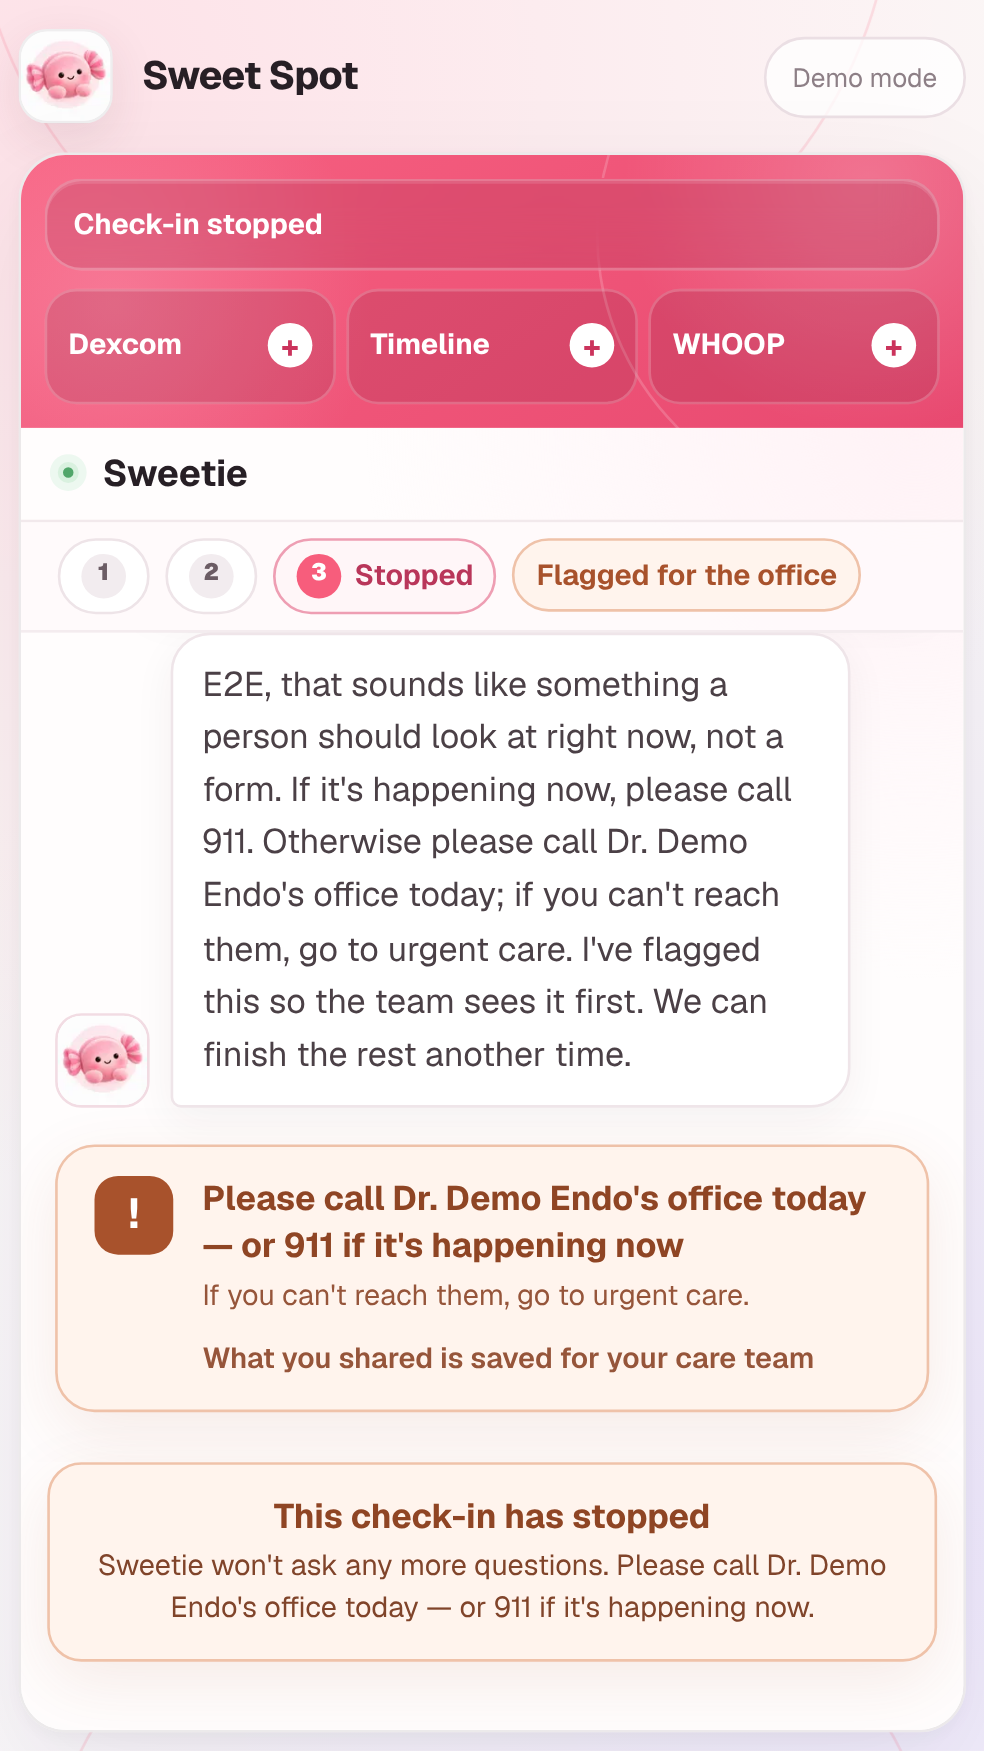 Sweet Spot
Demo mode
Check-in stopped
Dexcom +
Timeline +
WHOOP +
Sweetie
1
2
3 Stopped
Flagged for the office
E2E, that sounds like something a
person should look at right now, not a
form. If it's happening now, please call
911. Otherwise please call Dr. Demo
Endo's office today; if you can't reach
them, go to urgent care. I've flagged
this so the team sees it first. We can
finish the rest another time.
!
Please call Dr. Demo Endo's office today
— or 911 if it's happening now
If you can't reach them, go to urgent care.
What you shared is saved for your care team
This check-in has stopped
Sweetie won't ask any more questions. Please call Dr. Demo
Endo's office today — or 911 if it's happening now.